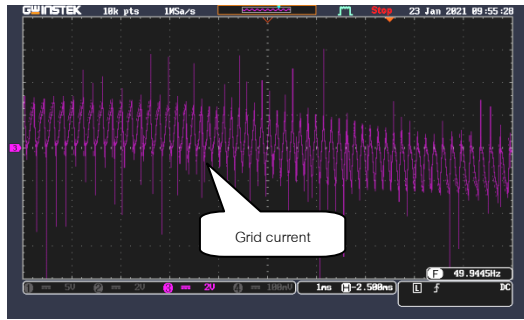 GWINSTEK 10k pts 1MSa/s Stop 23 Jan 2021 09:55:28
3
Grid current
F 49.9445Hz
1 5V 2 2V 3 2V 4 100mV 1ms H -2.500ms L DC